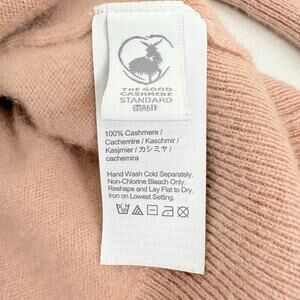 THE GOOD
CASHMERE
STANDARD
100% Cashmere /
Cachemire / Kaschmir /
Kasjmier / カシミヤ /
cachemira
Hand Wash Cold Separately.
Non-Chlorine Bleach Only.
Reshape and Lay Flat to Dry.
Iron on Lowest Setting.